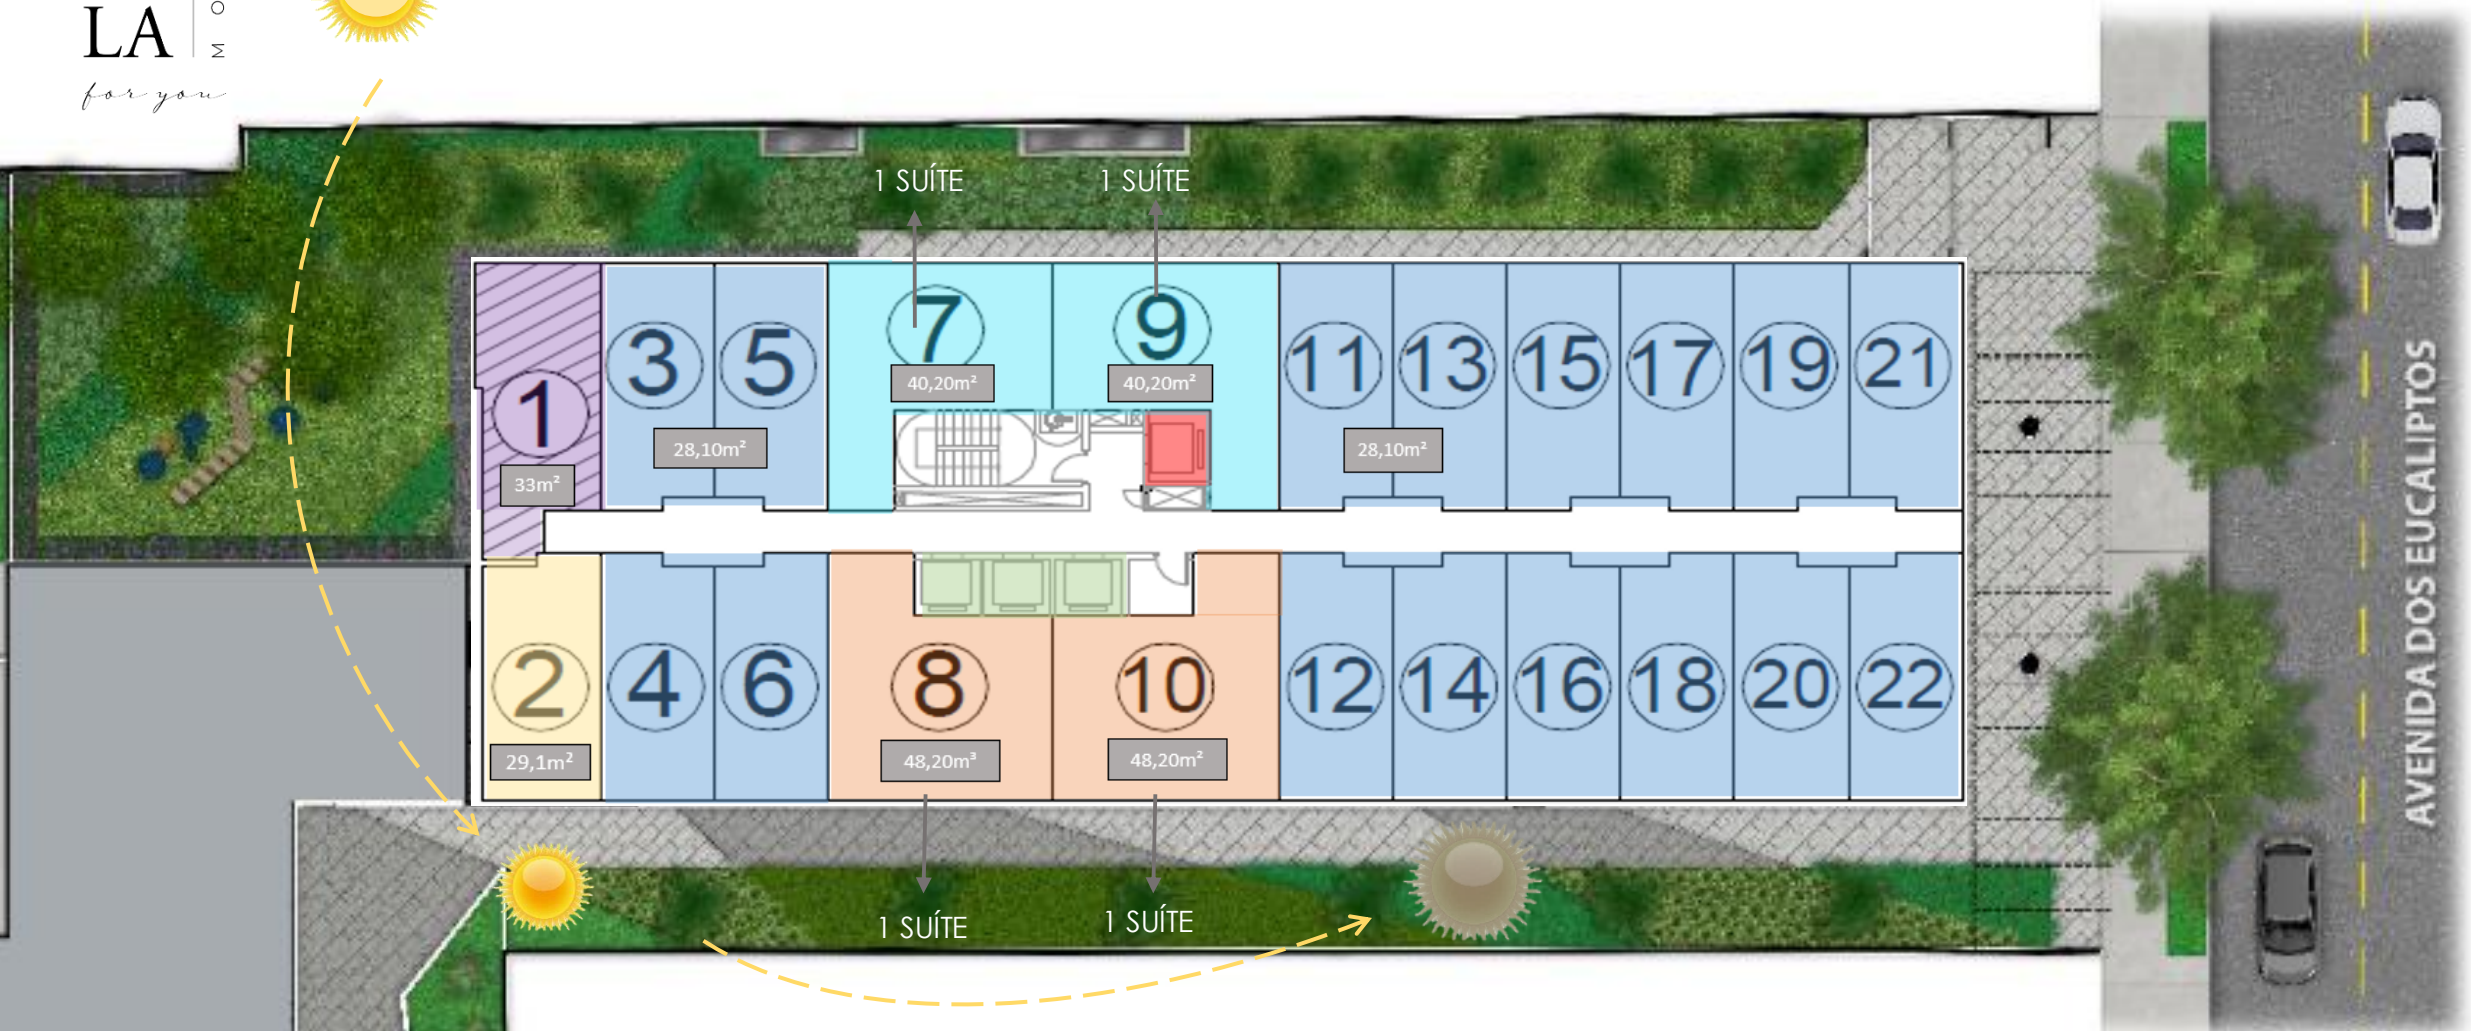 LA
MO
for you
1 SUÍTE
1 SUÍTE
1
33m²
3
5
28,10m²
7
40,20m²
9
40,20m²
11
13
15
17
19
21
28,10m²
2
29,1m²
4
6
8
48,20m³
10
48,20m²
12
14
16
18
20
22
1 SUÍTE
1 SUÍTE
AVENIDA DOS EUCALIPTOS